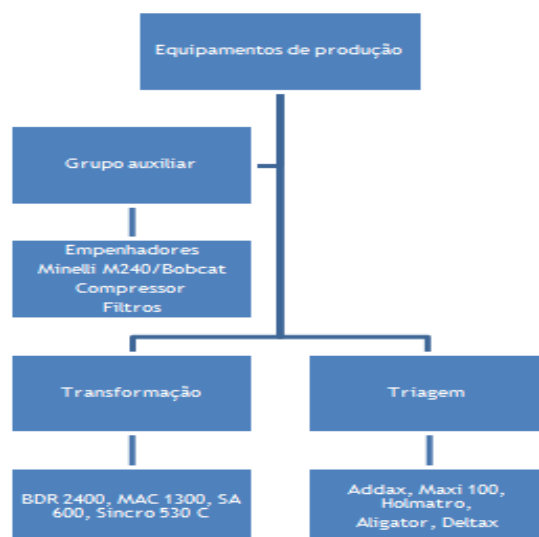 Equipamentos de produção
Grupo auxiliar
Empenhadores
Minelli M240/Bobcat
Compressor
Filtros
Transformação
Triagem
BDR 2400, MAC 1300, SA
600, Sincro 530 C
Addax, Maxi 100,
Holmatro,
Aligator, Deltax